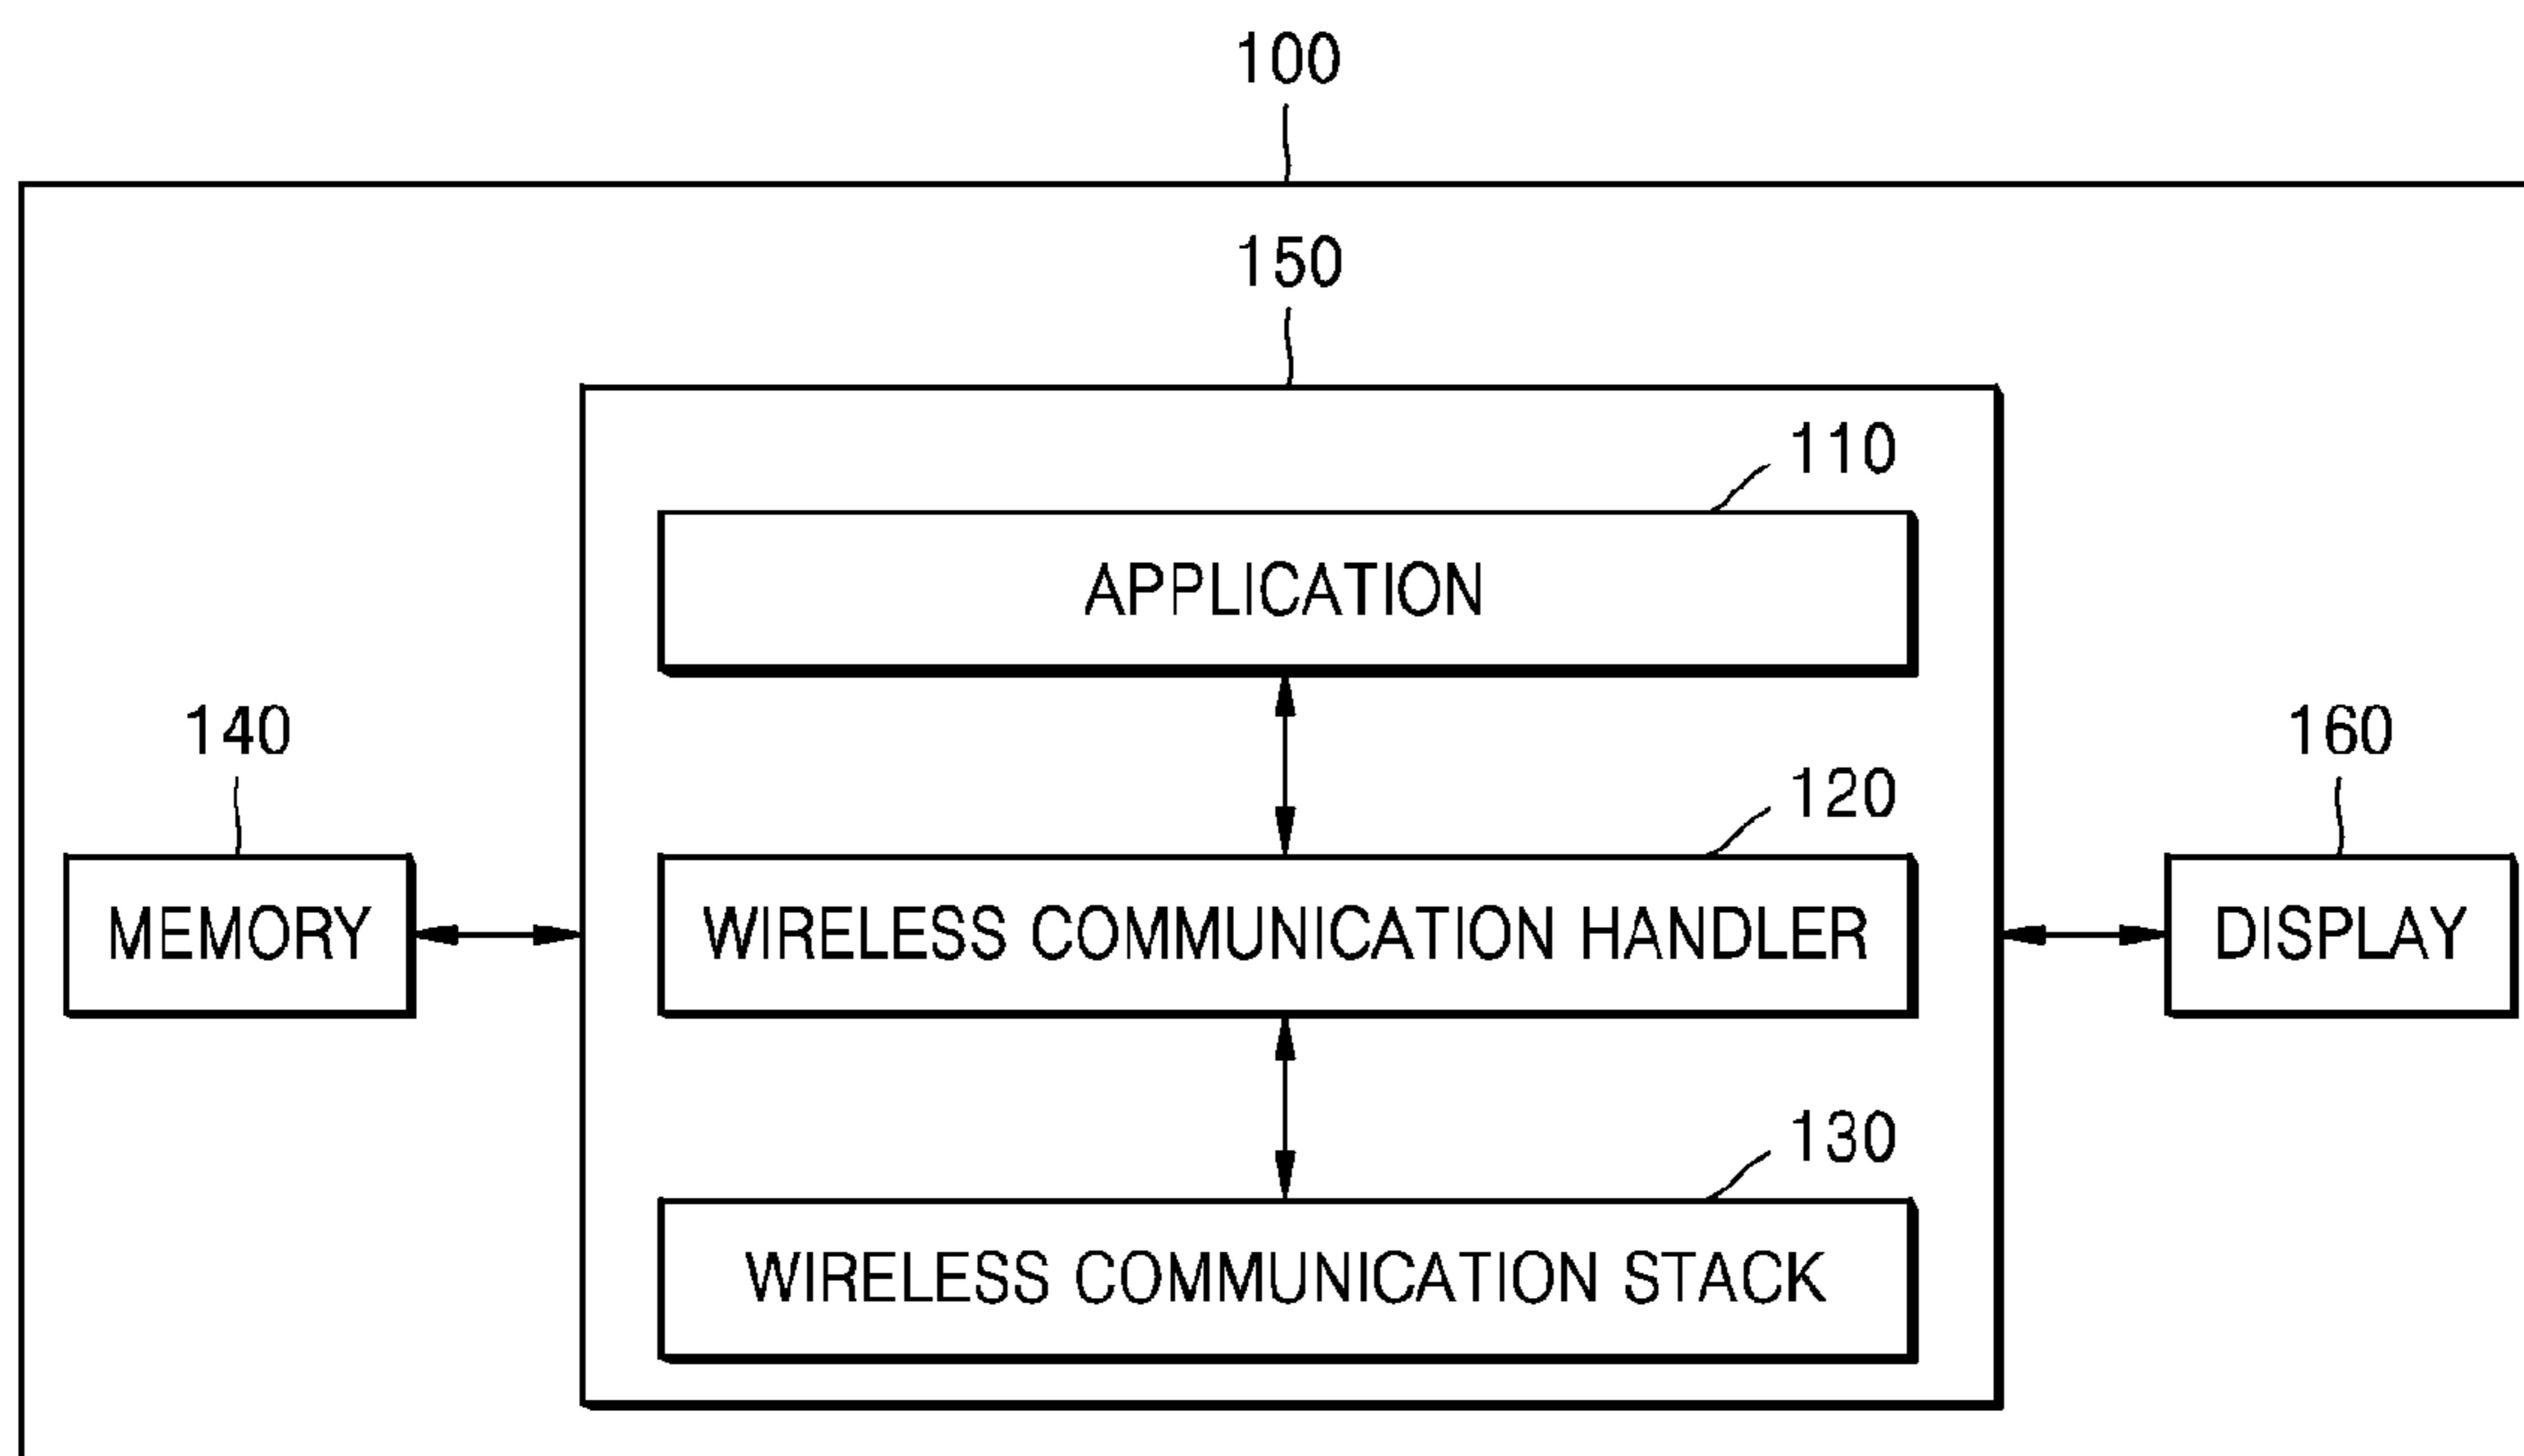 100
150
110
APPLICATION
140
160
120
MEMORY
WIRELESS COMMUNICATION HANDLER
DISPLAY
130
WIRELESS COMMUNICATION STACK